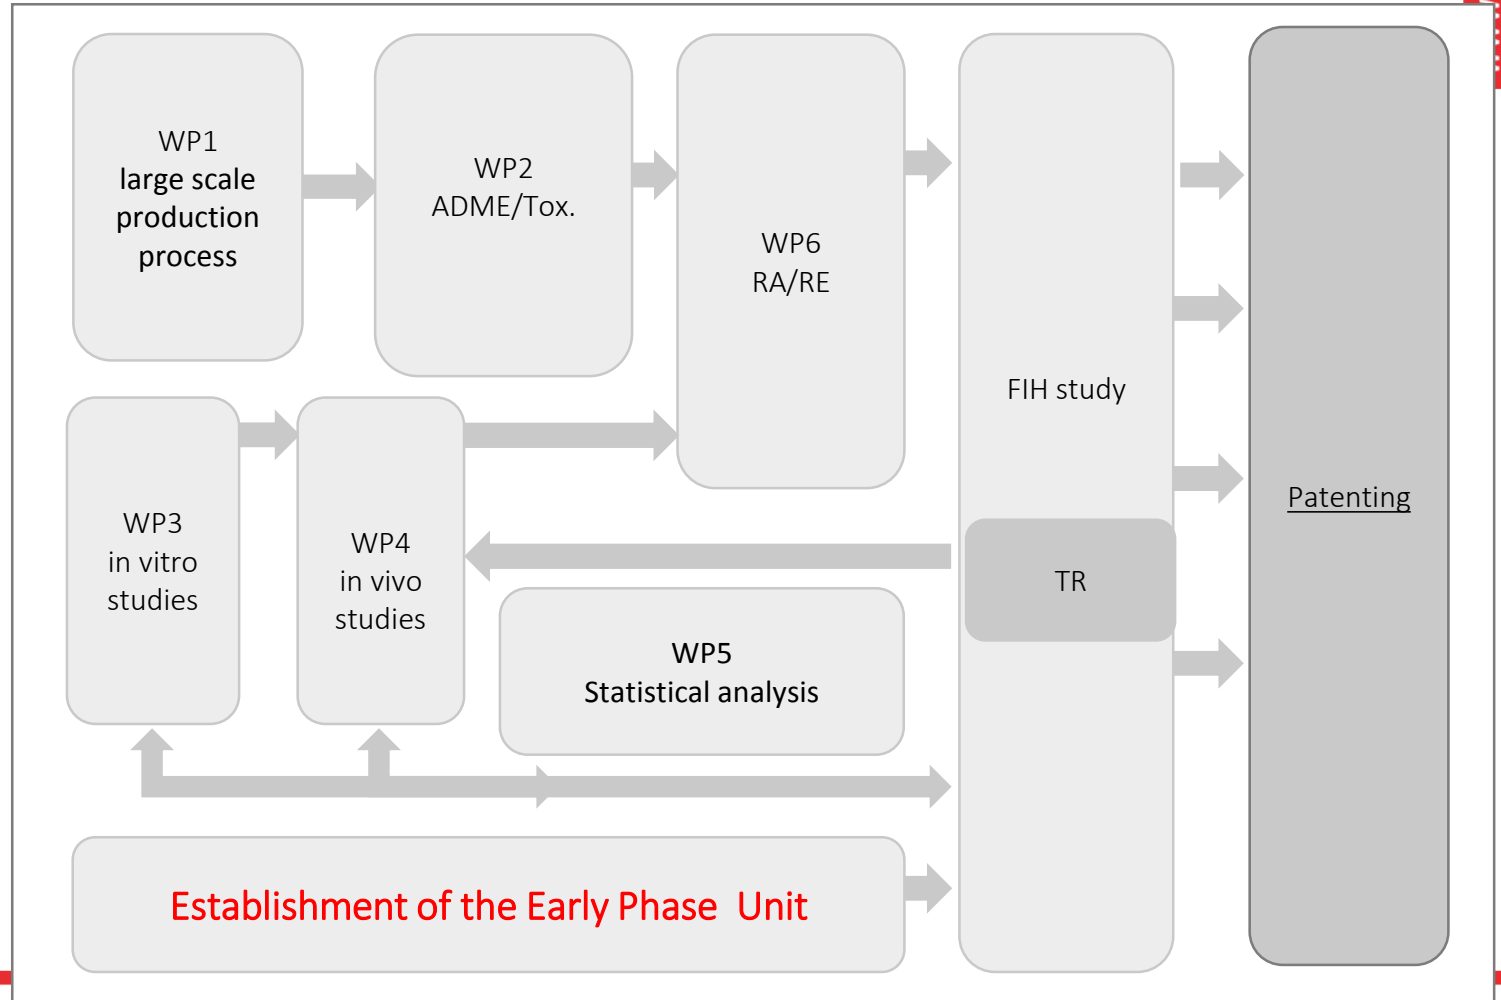 WP1
large scale
production
process
WP2
ADME/Tox.
WP6
RA/RE
FIH study
Patenting
WP3
in vitro
studies
WP4
in vivo
studies
TR
WP5
Statistical analysis
Establishment of the Early Phase Unit